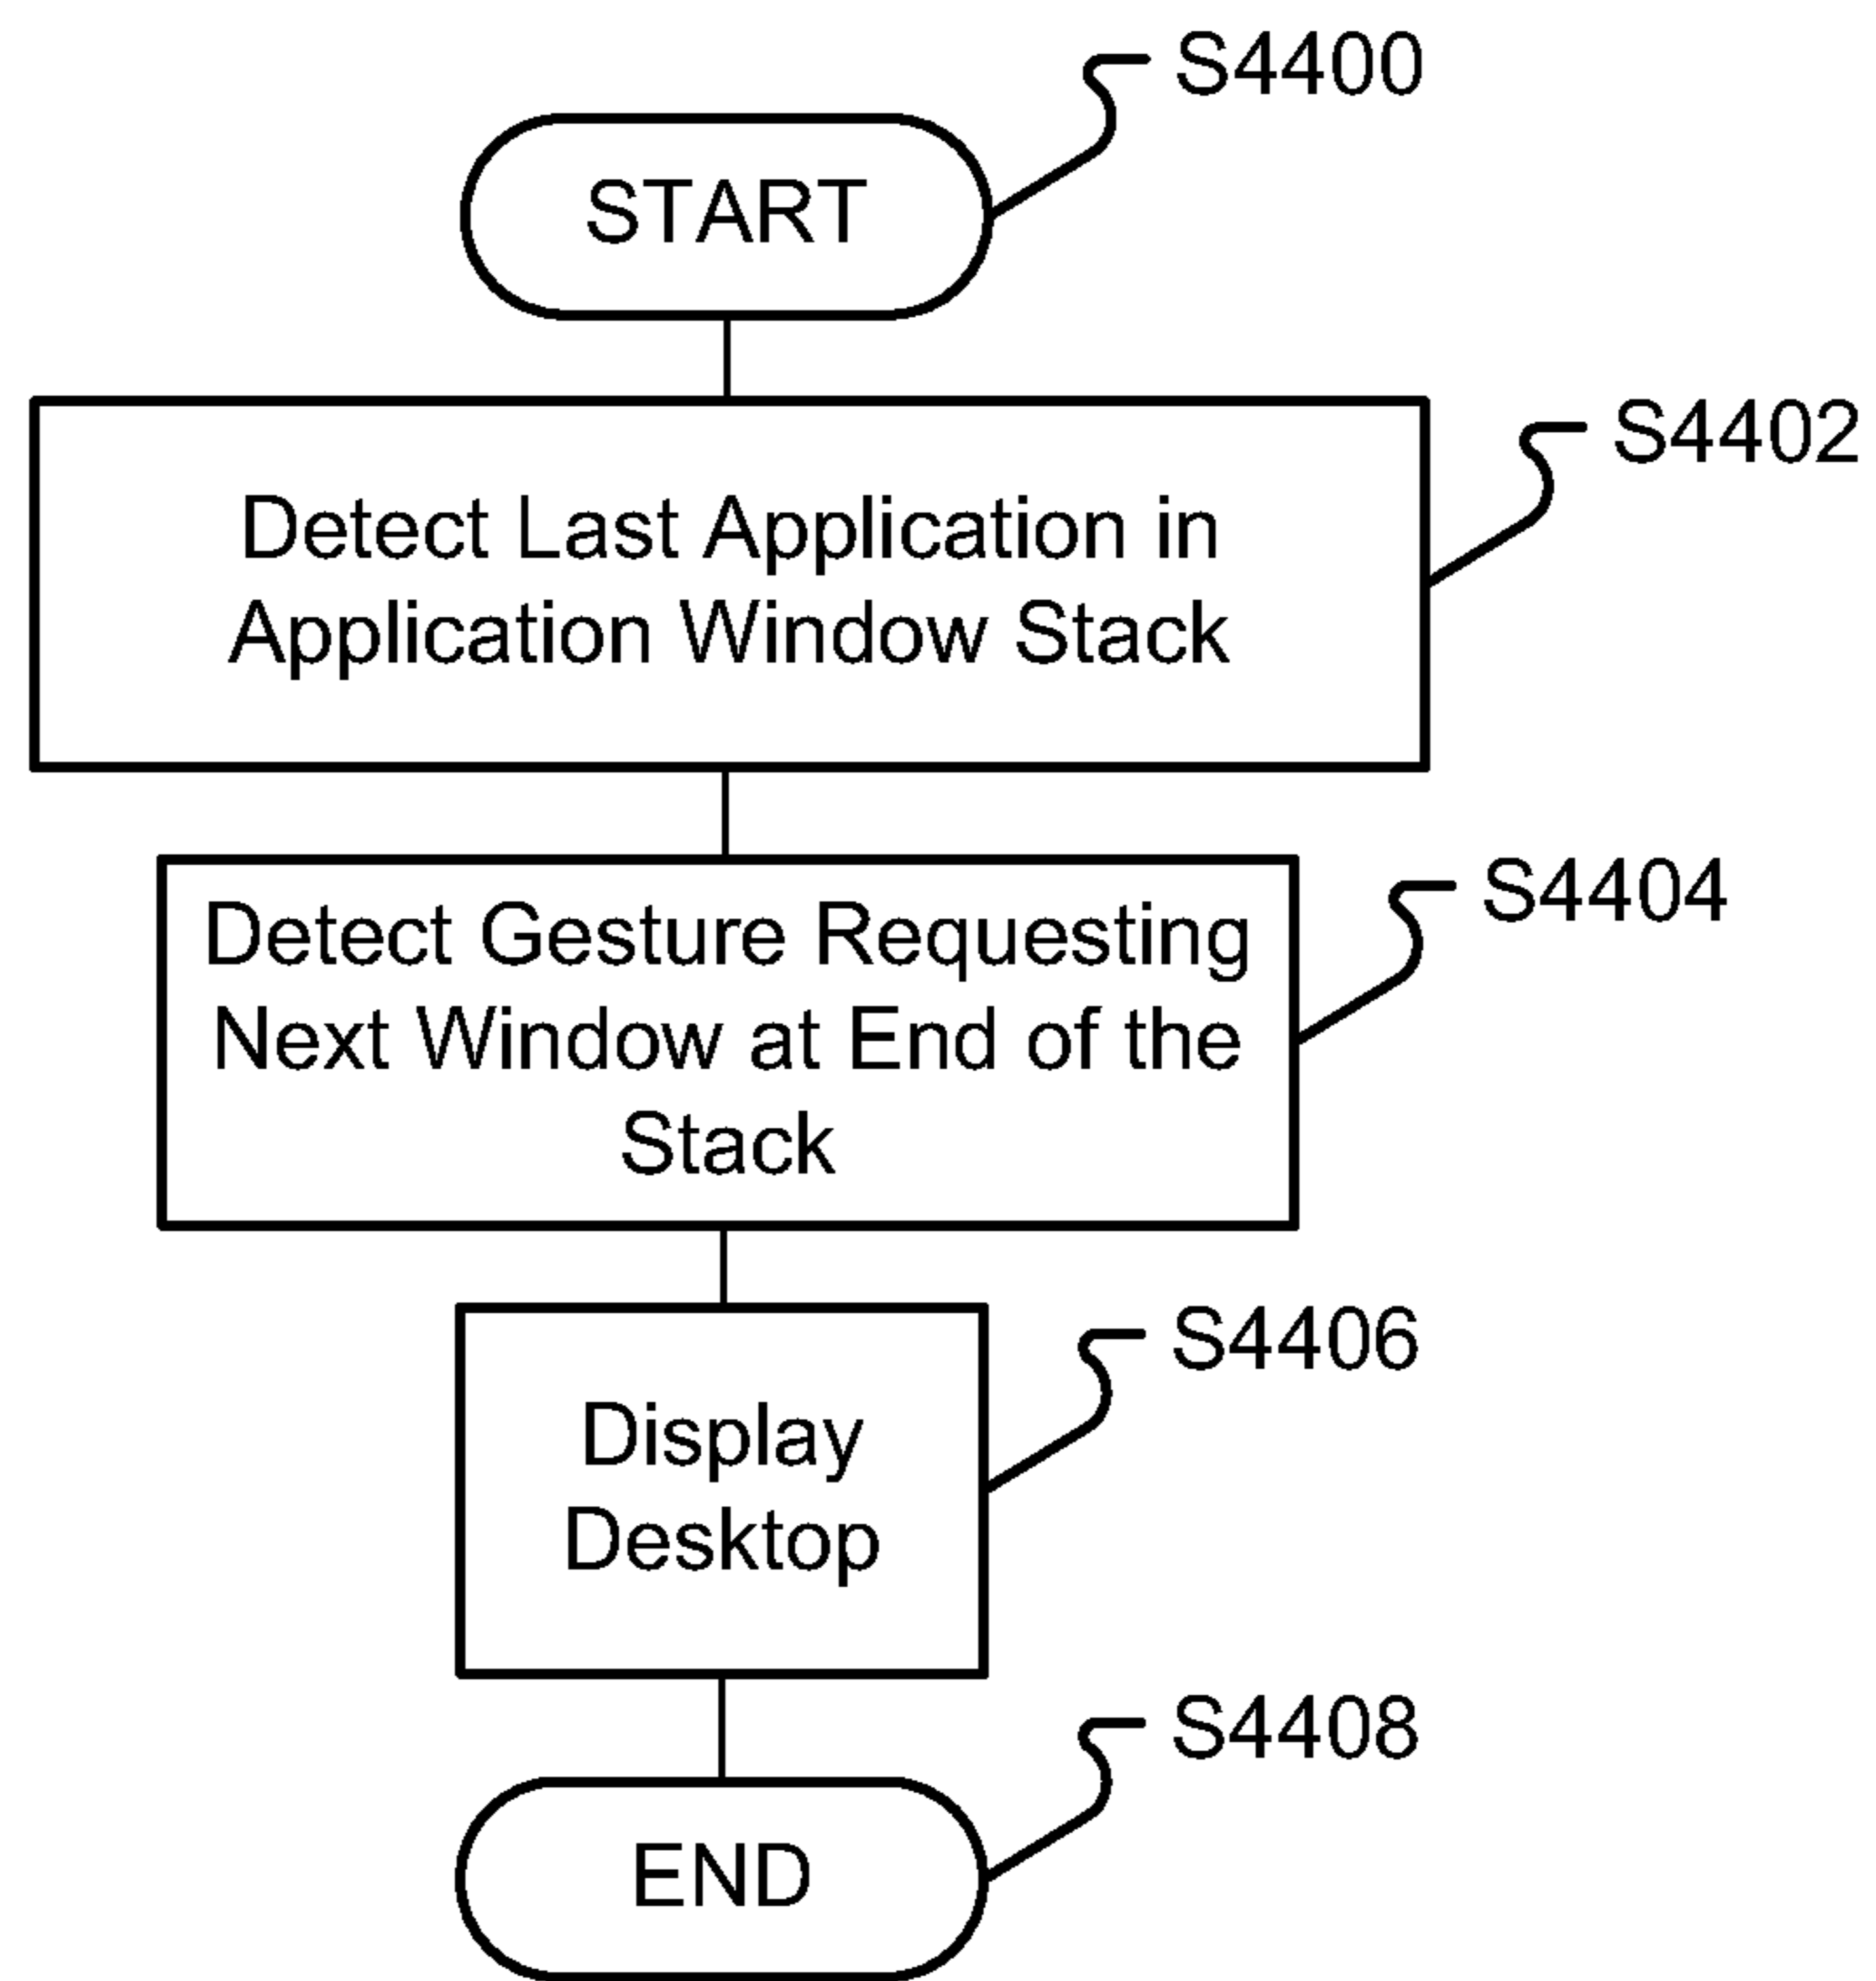 S4400
START
S4402
Detect Last Application in
Application Window Stack
S4404
Detect Gesture Requesting
Next Window at End of the
Stack
S4406
Display
Desktop
S4408
END